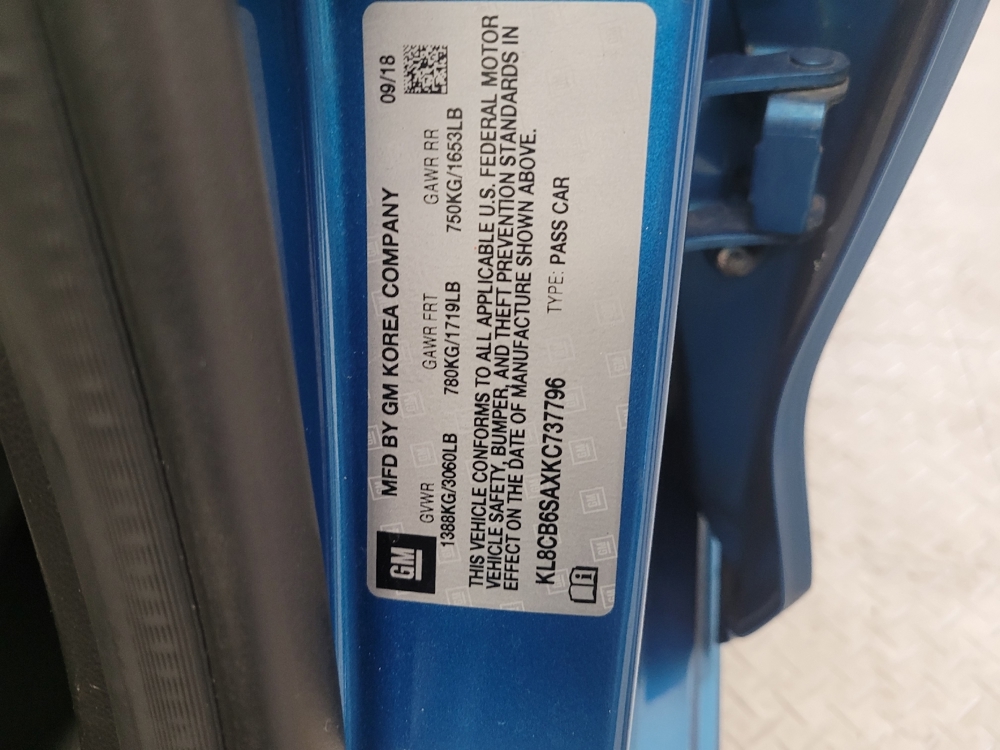 GM
MFD BY GM KOREA COMPANY
09/18
GVWR GAWR FRT GAWR RR
1388KG/3060LB 780KG/1719LB 750KG/1653LB
THIS VEHICLE CONFORMS TO ALL APPLICABLE U.S. FEDERAL MOTOR
VEHICLE SAFETY, BUMPER, AND THEFT PREVENTION STANDARDS IN
EFFECT ON THE DATE OF MANUFACTURE SHOWN ABOVE.
KL8CB6SAXKC737796 TYPE: PASS CAR